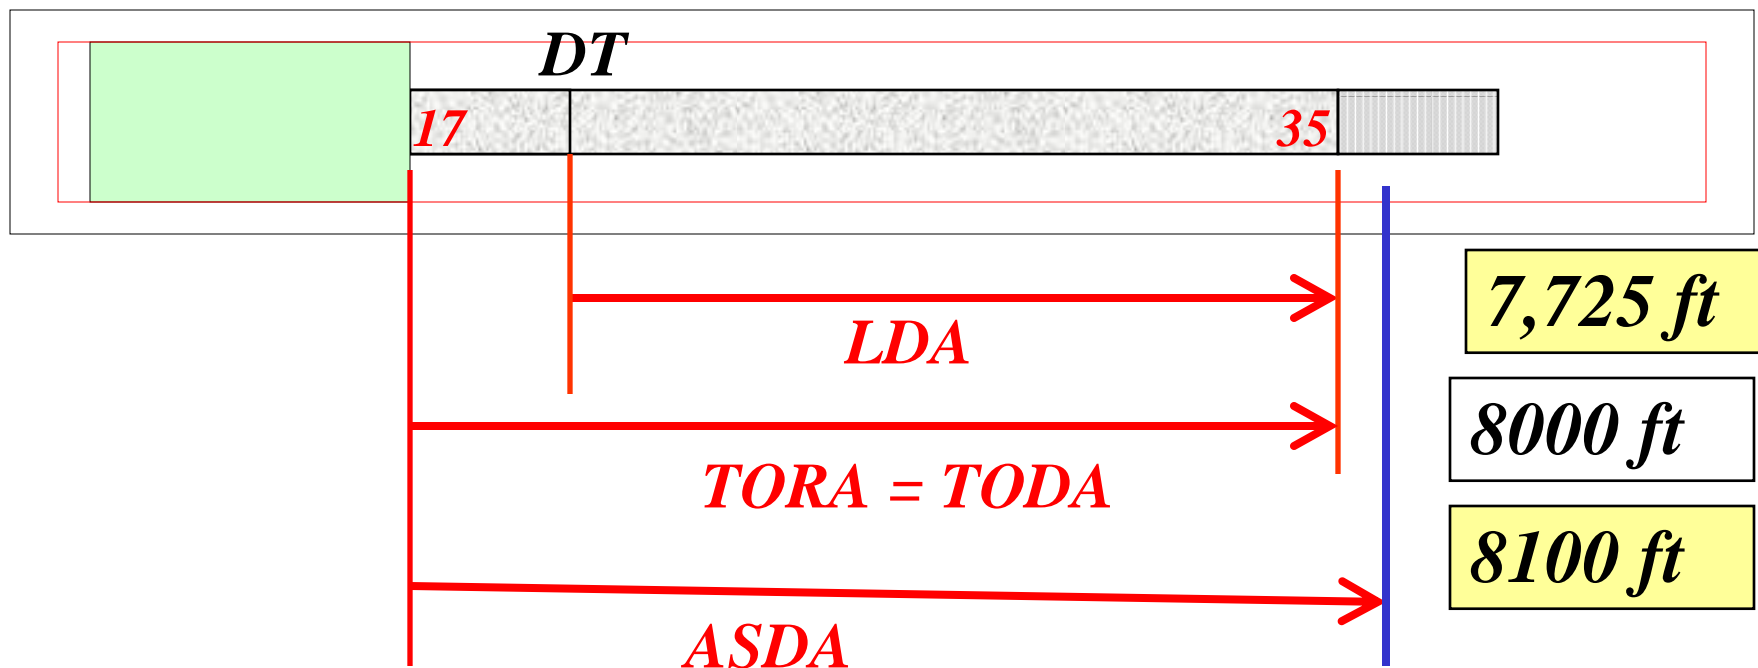 DT
17
35
7,725 ft
LDA
8000 ft
TORA = TODA
8100 ft
ASDA